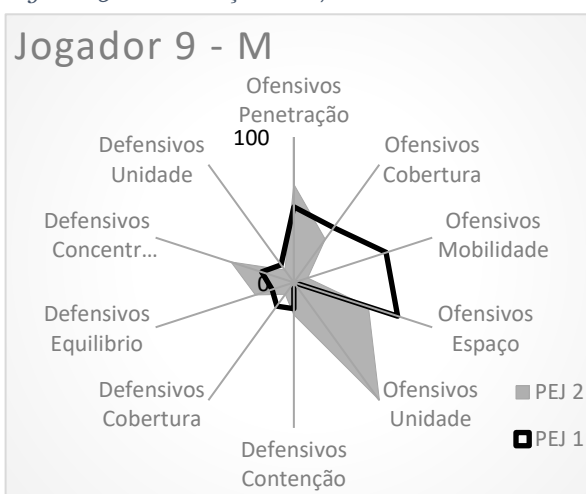 Jogador 9 - M
Ofensivos
Penetração
100
Ofensivos
Cobertura
Ofensivos
Mobilidade
Ofensivos
Espaço
Ofensivos
Unidade
Defensivos
Contenção
Defensivos
Cobertura
Defensivos
Equilibrio
Defensivos
Concentr...
Defensivos
Unidade
0
PEJ 2
PEJ 1